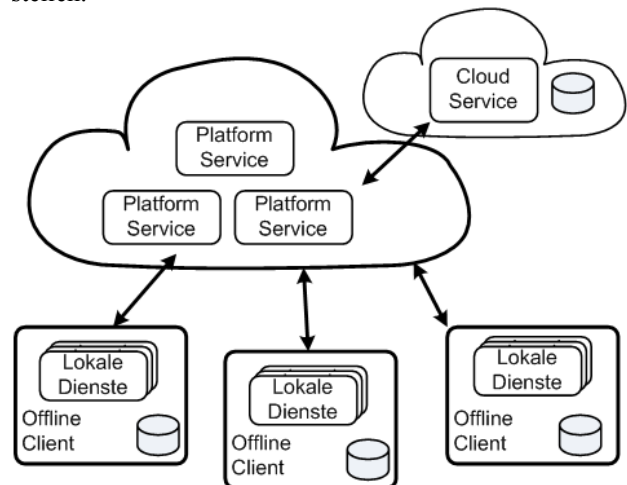 Cloud
Service
Platform
Service
Platform
Service
Platform
Service
Lokale
Dienste
Offline
Client
Lokale
Dienste
Offline
Client
Lokale
Dienste
Offline
Client